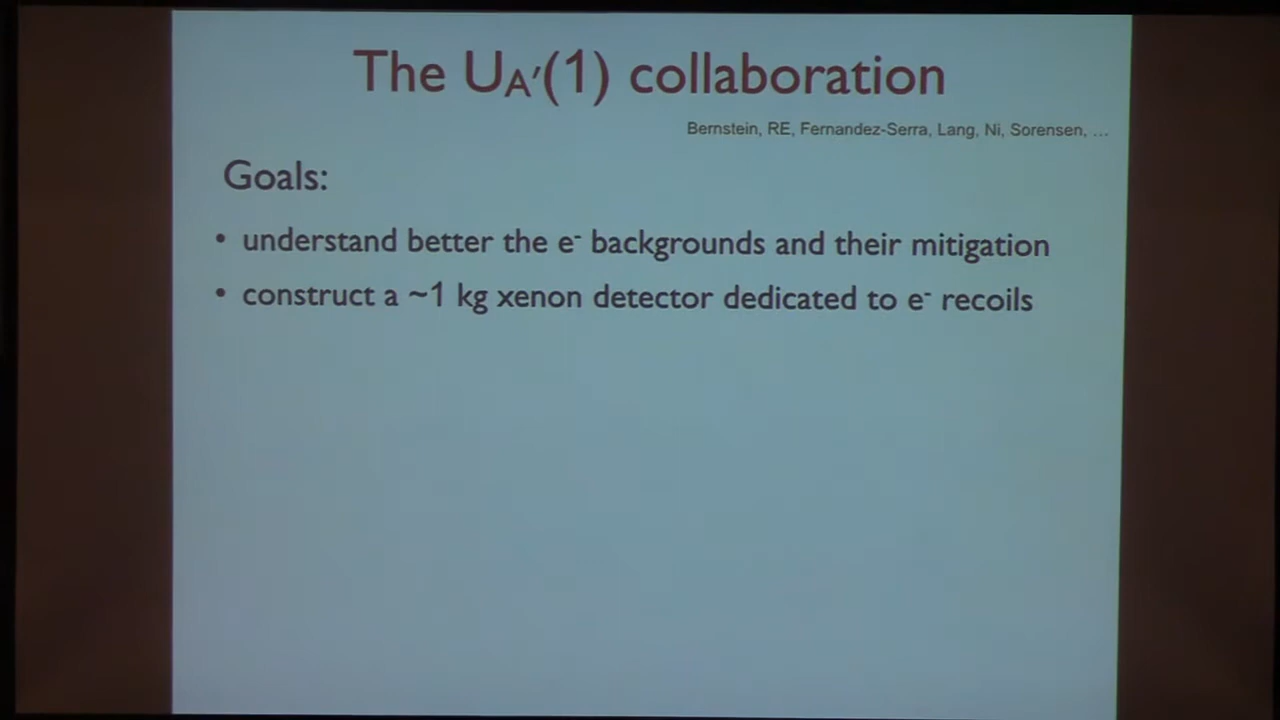 The U_A'(1) collaboration
Bernstein, RE, Fernandez-Serra, Lang, Ni, Sorensen, ...
Goals:
• understand better the e⁻ backgrounds and their mitigation
• construct a ~1 kg xenon detector dedicated to e⁻ recoils